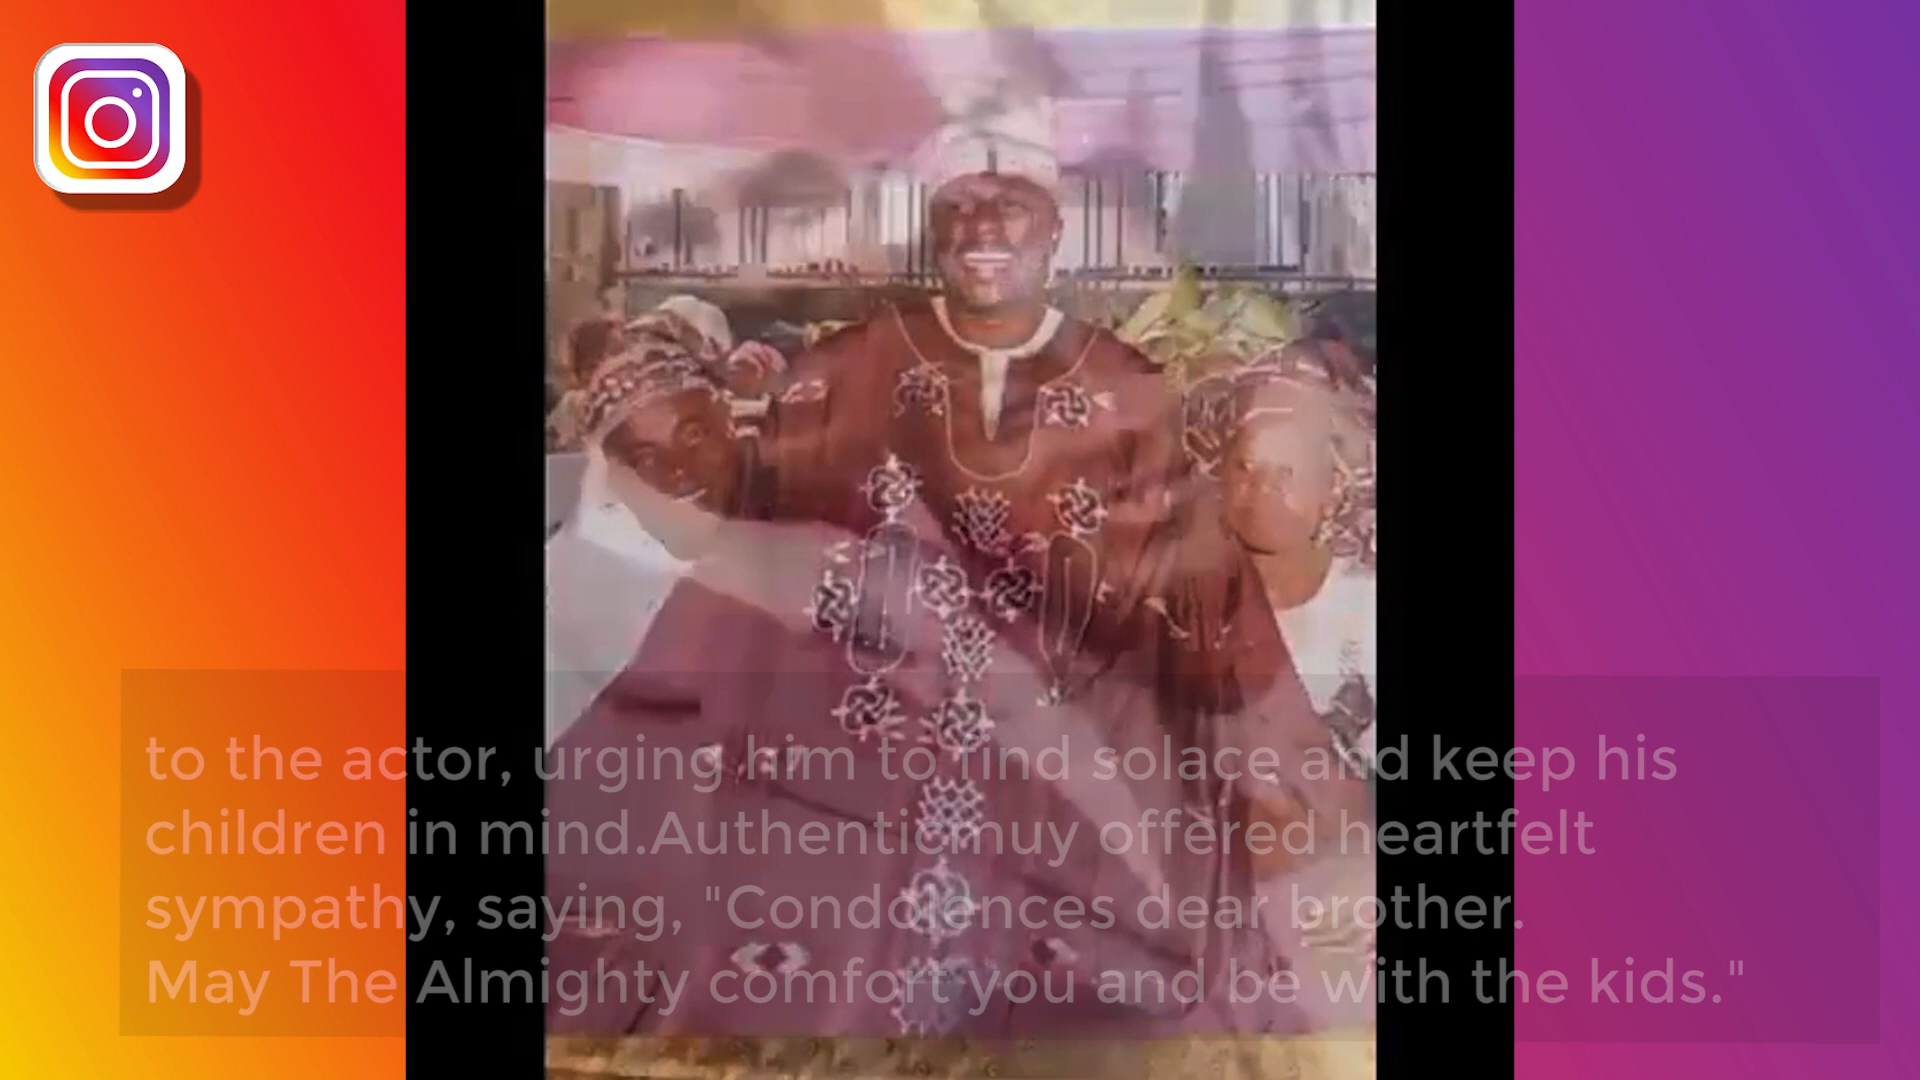 to the actor, urging him to find solace and keep his
children in mind.Authenticmuy offered heartfelt
sympathy, saying, "Condolences dear brother.
May The Almighty comfort you and be with the kids."